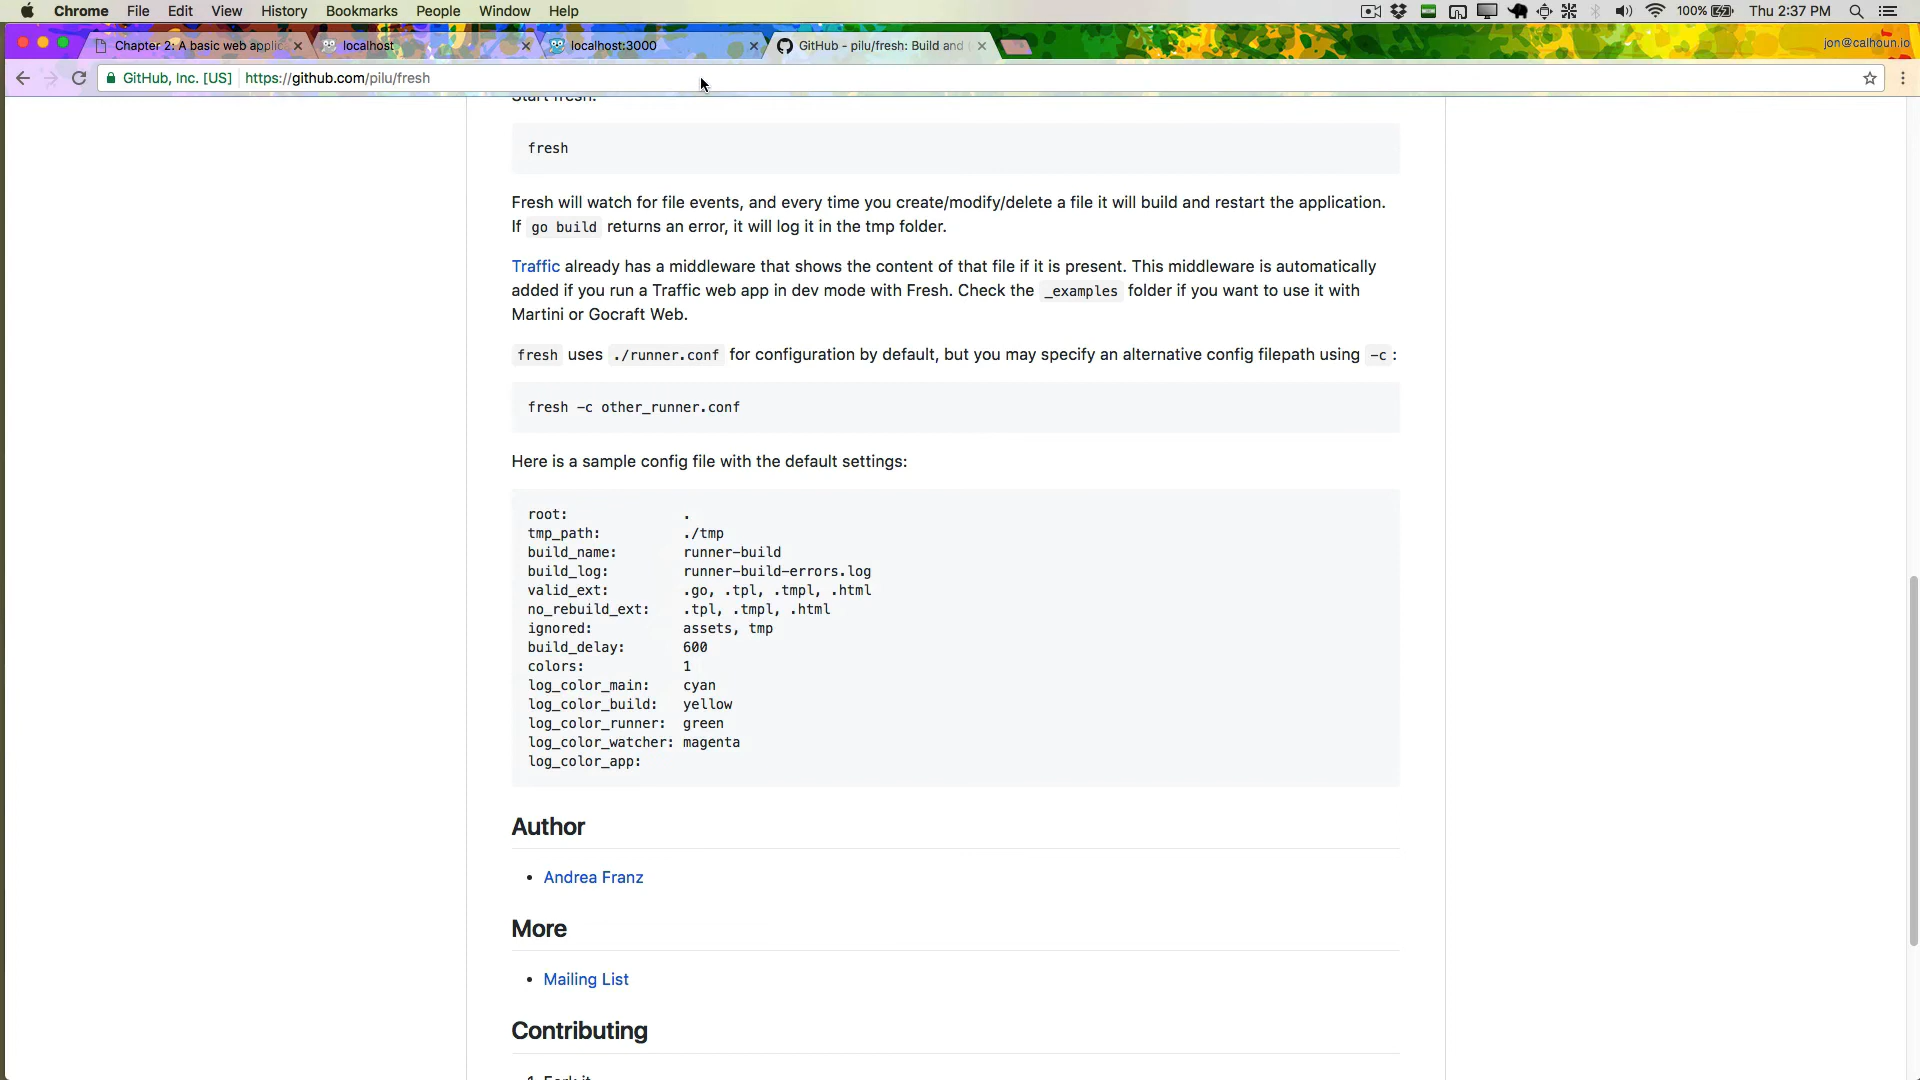 Chrome File Edit View History Bookmarks People Window Help 100% Thu 2:37 PM
Chapter 2: A basic web applic localhost localhost:3000 GitHub - pilu/fresh: Build and jon@calhoun.io
GitHub, Inc. [US] https://github.com/pilu/fresh
Start fresh:
fresh
Fresh will watch for file events, and every time you create/modify/delete a file it will build and restart the application.
If go build returns an error, it will log it in the tmp folder.
Traffic already has a middleware that shows the content of that file if it is present. This middleware is automatically
added if you run a Traffic web app in dev mode with Fresh. Check the _examples folder if you want to use it with
Martini or Gocraft Web.
fresh uses ./runner.conf for configuration by default, but you may specify an alternative config filepath using -c:
fresh -c other_runner.conf
Here is a sample config file with the default settings:
root: .
tmp_path: ./tmp
build_name: runner-build
build_log: runner-build-errors.log
valid_ext: .go, .tpl, .tmpl, .html
no_rebuild_ext: .tpl, .tmpl, .html
ignored: assets, tmp
build_delay: 600
colors: 1
log_color_main: cyan
log_color_build: yellow
log_color_runner: green
log_color_watcher: magenta
log_color_app:
Author
• Andrea Franz
More
• Mailing List
Contributing
1. Fork it